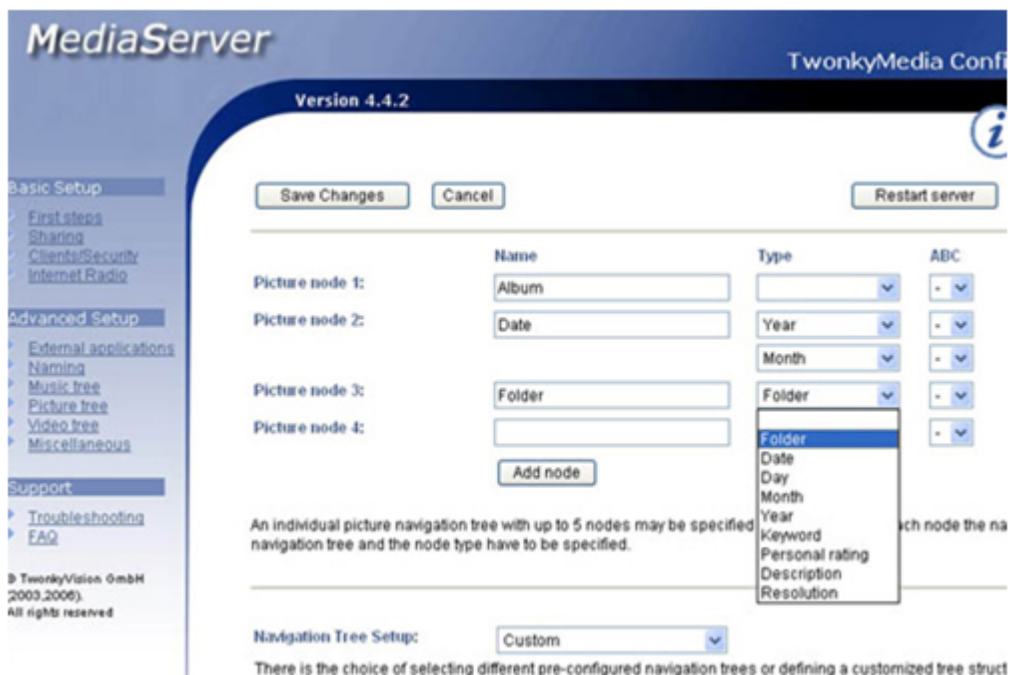 MediaServer
TwonkyMedia Confi
Version 4.4.2
i
Basic Setup
First steps
Sharing
Clients/Security
Internet Radio
Advanced Setup
External applications
Naming
Music tree
Picture tree
Video tree
Miscellaneous
Support
Troubleshooting
FAQ
© TwonkyVision GmbH
(2003,2006).
All rights reserved
Save Changes Cancel Restart server
Name Type ABC
Picture node 1: Album -
Picture node 2: Date Year -
Month -
Picture node 3: Folder Folder -
Picture node 4: -
Folder
Date
Day
Month
Year
Keyword
Personal rating
Description
Resolution
Add node
An individual picture navigation tree with up to 5 nodes may be specified ach node the na
navigation tree and the node type have to be specified.
Navigation Tree Setup: Custom
There is the choice of selecting different pre-configured navigation trees or defining a customized tree struct